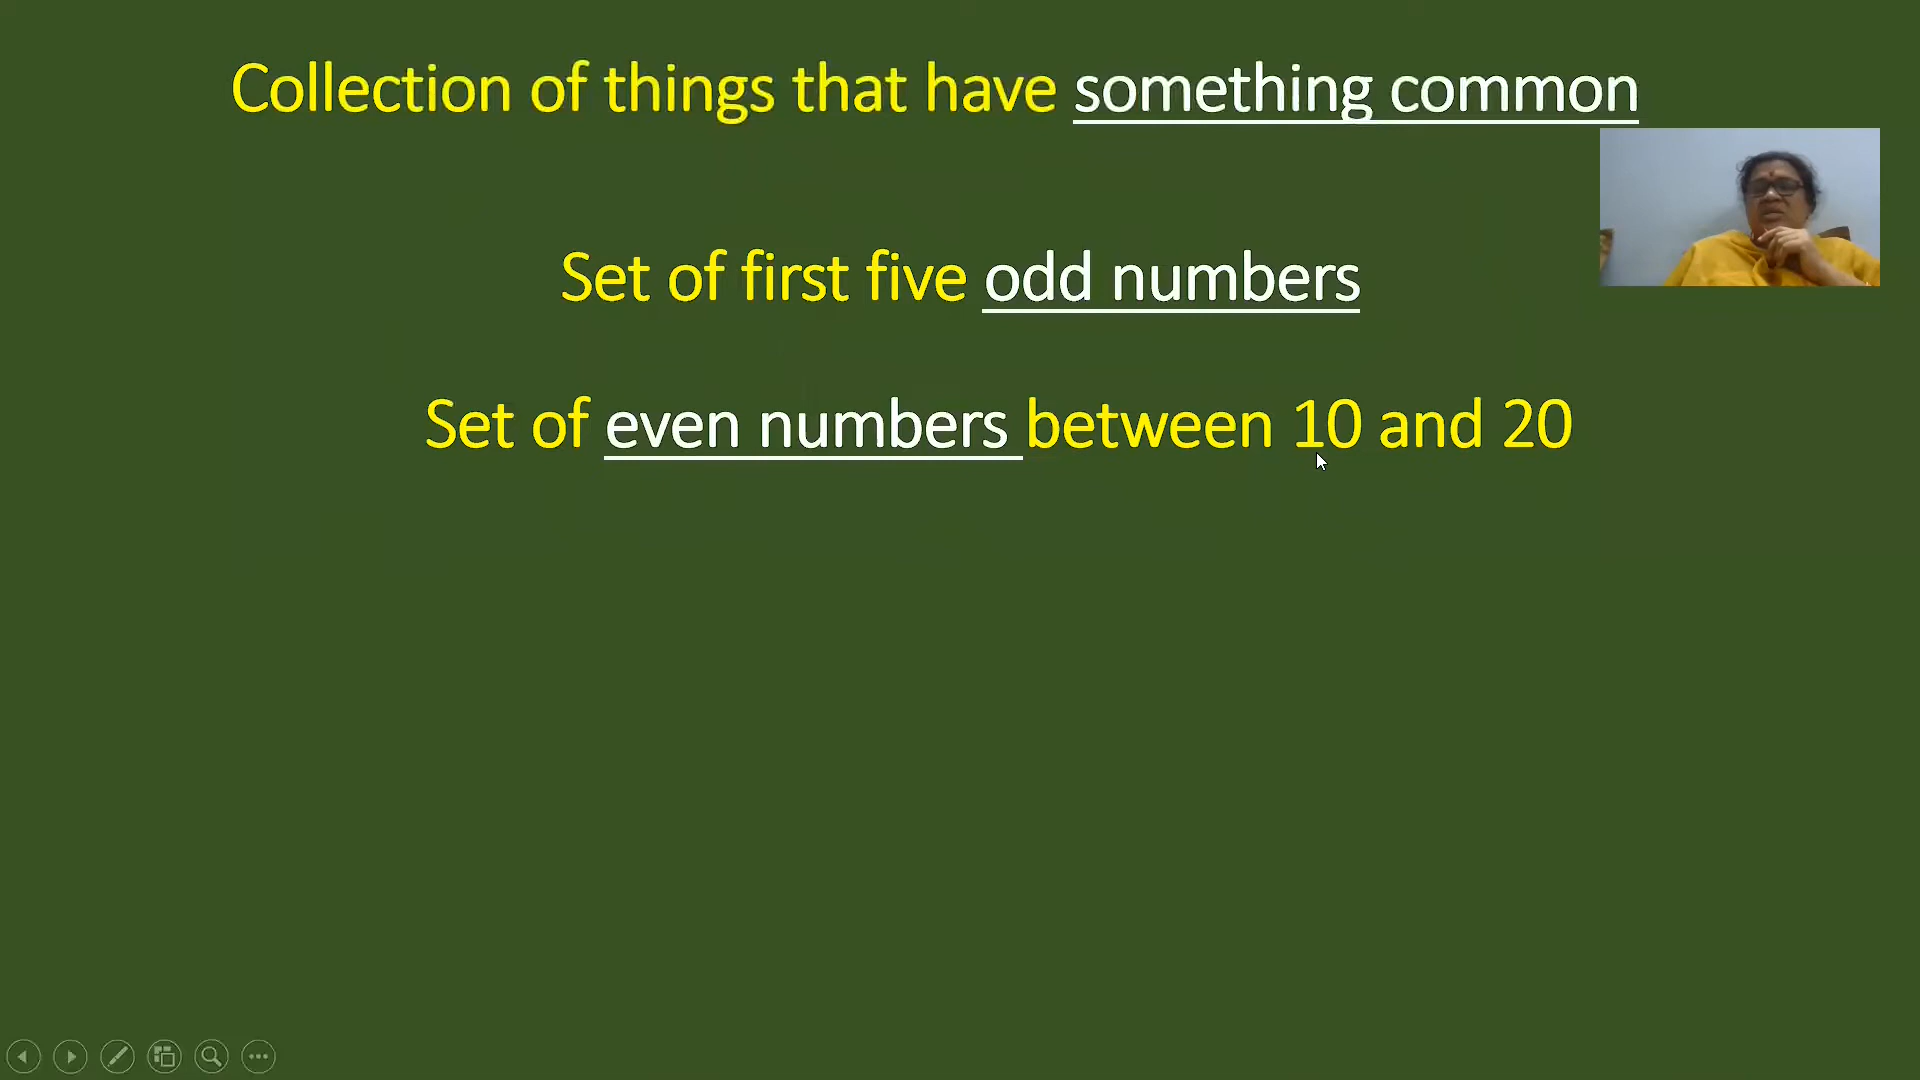 Collection of things that have something common
Set of first five odd numbers
Set of even numbers between 10 and 20